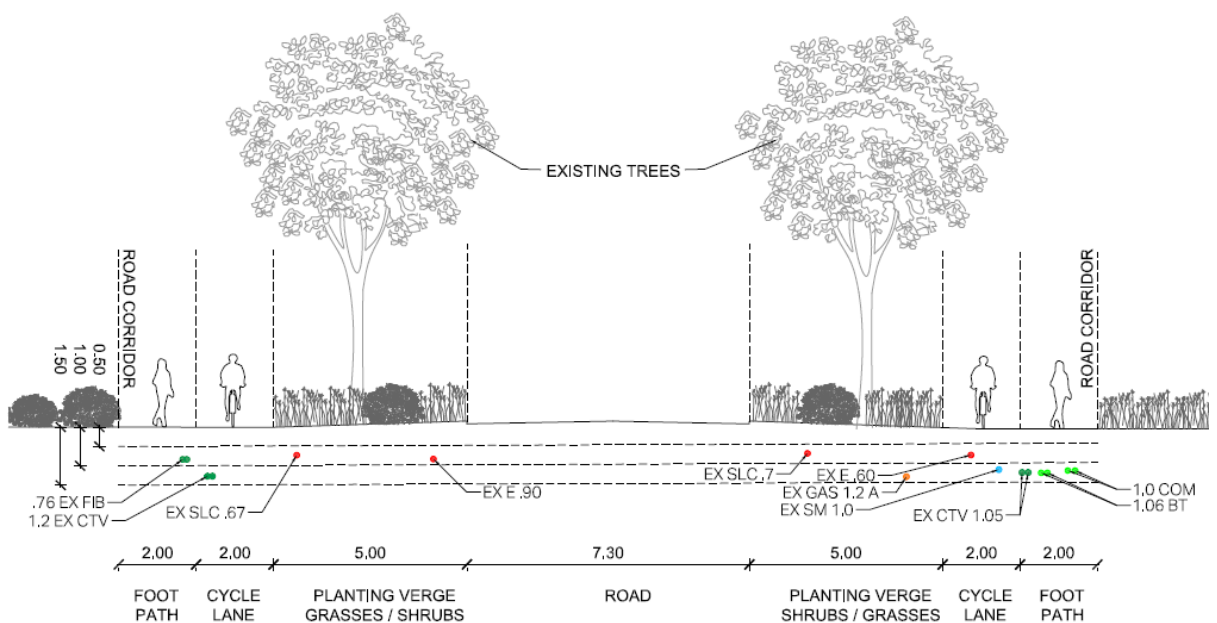 EXISTING TREES
ROAD CORRIDOR
ROAD CORRIDOR
0.50
1.00
1.50
.76 EX FIB
1.2 EX CTV
EX SLC .67
EX E .90
EX SLC .7
EX E .60
EX GAS 1.2 A
EX SM 1.0
EX CTV 1.05
1.0 COM
1.06 BT
2.00 2.00 5.00 7.30 5.00 2.00 2.00
FOOT PATH
CYCLE LANE
PLANTING VERGE
GRASSES / SHRUBS
ROAD
PLANTING VERGE
SHRUBS / GRASSES
CYCLE LANE
FOOT PATH